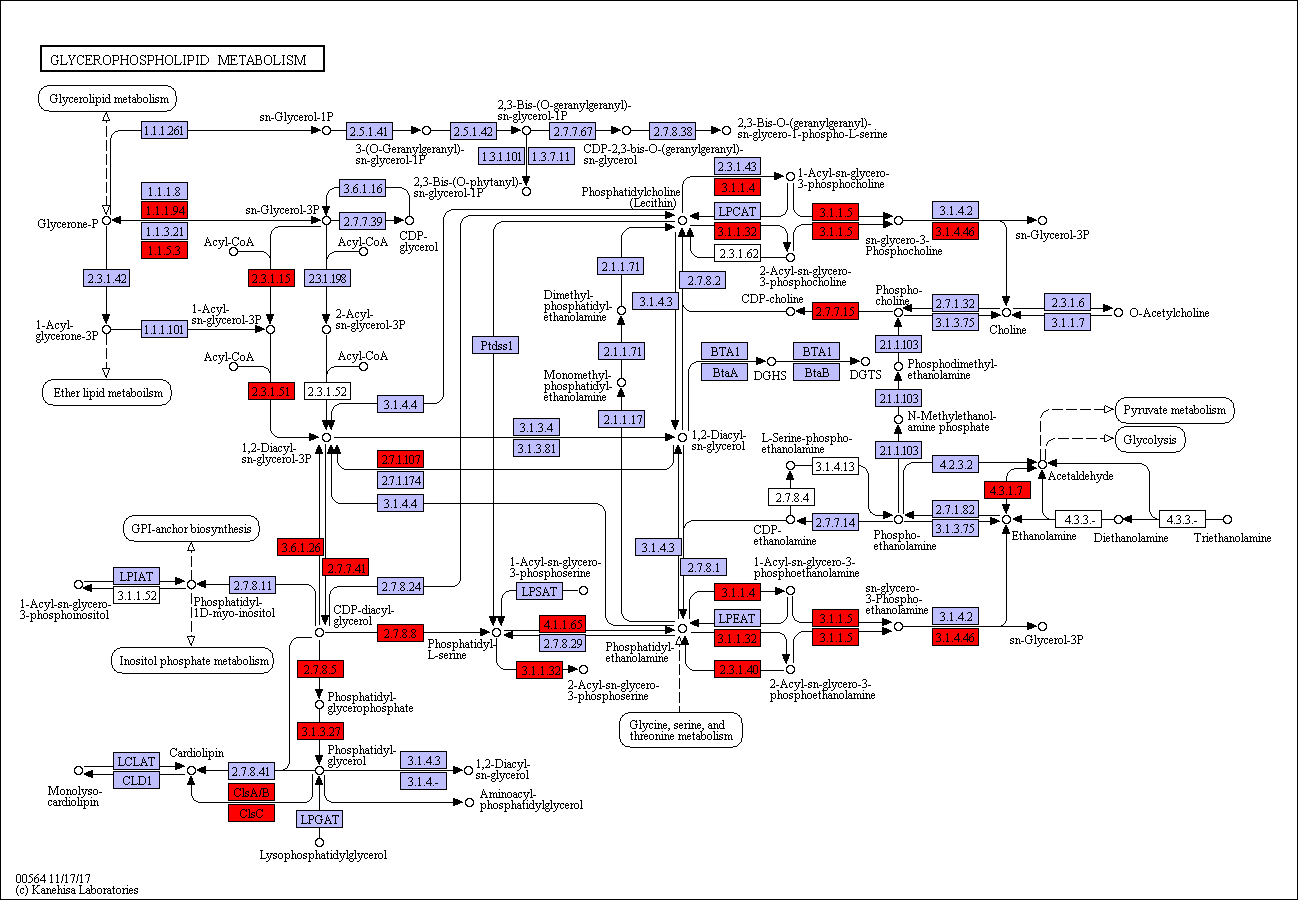 GLYCEROPHOSPHOLIPID METABOLISM
Glycerolipid metabolism
1.1.1.261
sn-Glycerol-1P
2.5.1.41
3-(O-Geranylgeranyl)-
sn-glycerol-1P
2.5.1.42
2,3-Bis-(O-geranylgeranyl)-
sn-glycerol-1P
2.7.7.67
CDP-2,3-bis-O-(geranylgeranyl)-
sn-glycerol
2.7.8.38
2,3-Bis-O-(geranylgeranyl)-
sn-glycero-1-phospho-L-serine
1.3.1.101
1.3.7.11
2,3-Bis-(O-phytanyl)-
sn-glycerol-1P
1.1.1.8
1.1.1.94
1.1.3.21
1.1.5.3
Glycerone-P
sn-Glycerol-3P
3.6.1.16
2.7.7.39
CDP-
glycerol
Acyl-CoA
Acyl-CoA
2.3.1.42
2.3.1.15
2.3.1.198
1-Acyl-
glycerone-3P
1.1.1.101
1-Acyl-
sn-glycerol-3P
2-Acyl-
sn-glycerol-3P
Acyl-CoA
Acyl-CoA
Ether lipid metabolism
2.3.1.51
2.3.1.52
3.1.4.4
1,2-Diacyl-
sn-glycerol-3P
3.1.3.4
3.1.3.81
1,2-Diacyl-
sn-glycerol
2.7.1.107
2.7.1.174
3.1.4.4
Ptdss1
Phosphatidylcholine
(Lecithin)
2.3.1.43
3.1.1.4
LPCAT
3.1.1.32
2.3.1.62
1-Acyl-sn-glycero-
3-phosphocholine
2-Acyl-sn-glycero-
3-phosphocholine
3.1.1.5
3.1.1.5
sn-glycero-3-
Phosphocholine
3.1.4.2
3.1.4.46
sn-Glycerol-3P
2.1.1.71
Dimethyl-
phosphatidyl-
ethanolamine
2.1.1.71
Monomethyl-
phosphatidyl-
ethanolamine
2.1.1.17
3.1.4.3
2.7.8.2
CDP-choline
2.7.7.15
Phospho-
choline
2.7.1.32
3.1.3.75
Choline
2.3.1.6
3.1.1.7
O-Acetylcholine
BTA1
BtaA
DGHS
BTA1
BtaB
DGTS
2.1.1.103
Phosphodimethyl-
ethanolamine
2.1.1.103
N-Methylethanol-
amine phosphate
2.1.1.103
Pyruvate metabolism
Glycolysis
L-Serine-phospho-
ethanolamine
3.1.4.13
2.7.8.4
4.2.3.2
Acetaldehyde
4.3.1.7
CDP-
ethanolamine
2.7.7.14
Phospho-
ethanolamine
2.7.1.82
3.1.3.75
Ethanolamine
4.3.3.-
Diethanolamine
4.3.3.-
Triethanolamine
GPI-anchor biosynthesis
3.6.1.26
2.7.7.41
2.7.8.24
LPIAT
3.1.1.52
1-Acyl-sn-glycero-
3-phosphoinositol
2.7.8.11
Phosphatidyl-
1D-myo-inositol
Inositol phosphate metabolism
CDP-diacyl-
glycerol
2.7.8.8
1-Acyl-sn-glycero-
3-phosphoserine
LPSAT
Phosphatidyl-
L-serine
4.1.1.65
2.7.8.29
3.1.1.32
2-Acyl-sn-glycero-
3-phosphoserine
3.1.4.3
2.7.8.1
Phosphatidyl-
ethanolamine
1-Acyl-sn-glycero-3-
phosphoethanolamine
3.1.1.4
LPEAT
3.1.1.32
2.3.1.40
2-Acyl-sn-glycero-3-
phosphoethanolamine
3.1.1.5
3.1.1.5
sn-glycero-
3-Phospho-
ethanolamine
3.1.4.2
3.1.4.46
sn-Glycerol-3P
Glycine, serine, and
threonine metabolism
2.7.8.5
Phosphatidyl-
glycerophosphate
3.1.3.27
Phosphatidyl-
glycerol
LCLAT
CLD1
Monolyso-
cardiolipin
Cardiolipin
2.7.8.41
ClsA/B
ClsC
3.1.4.3
3.1.4.-
1,2-Diacyl-
sn-glycerol
Aminoacyl-
phosphatidylglycerol
LPGAT
Lysophosphatidylglycerol
00564 11/17/17
(c) Kanehisa Laboratories